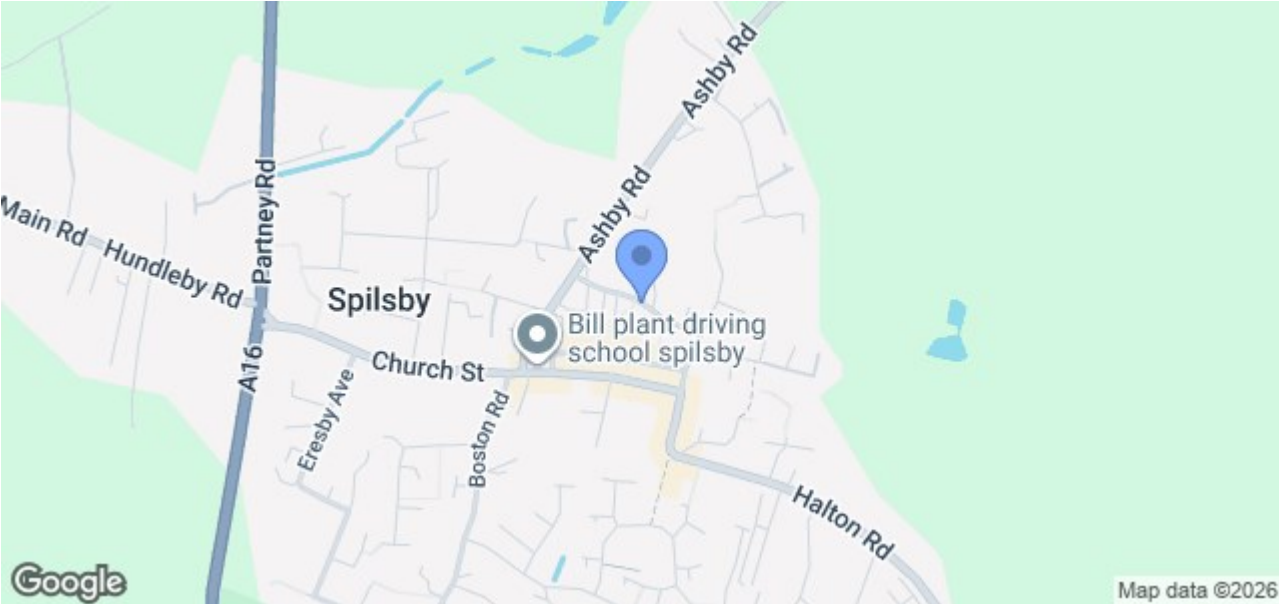 Ashby Rd
Ashby Rd
Partney Rd
Main Rd
Hundleby Rd
Spilsby
Bill plant driving
school spilsby
A16
Church St
Eresby Ave
Boston Rd
Halton Rd
Google
Map data ©2026